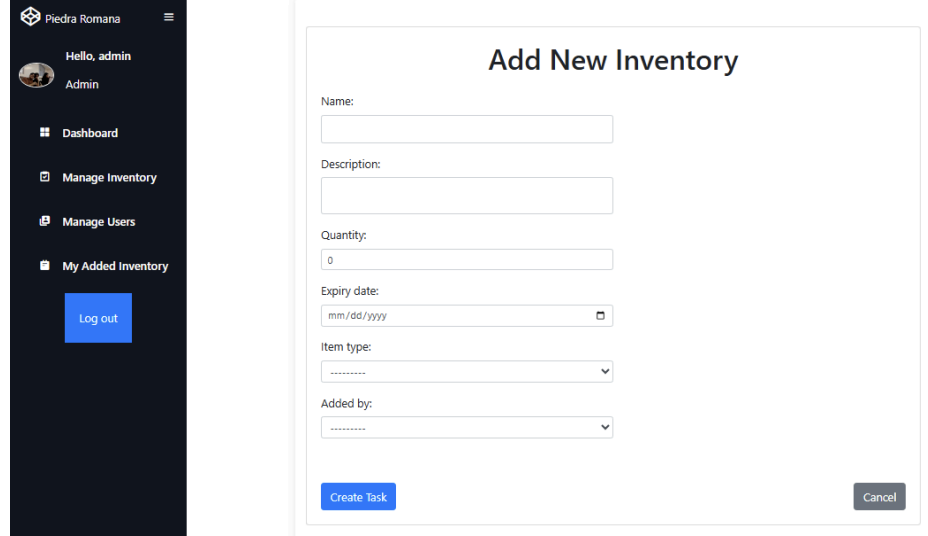 Piedra Romana
Hello, admin
Admin
Dashboard
Manage Inventory
Manage Users
My Added Inventory
Log out
Add New Inventory
Name:
Description:
Quantity:
0
Expiry date:
mm/dd/yyyy
Item type:
---------
Added by:
---------
Create Task
Cancel